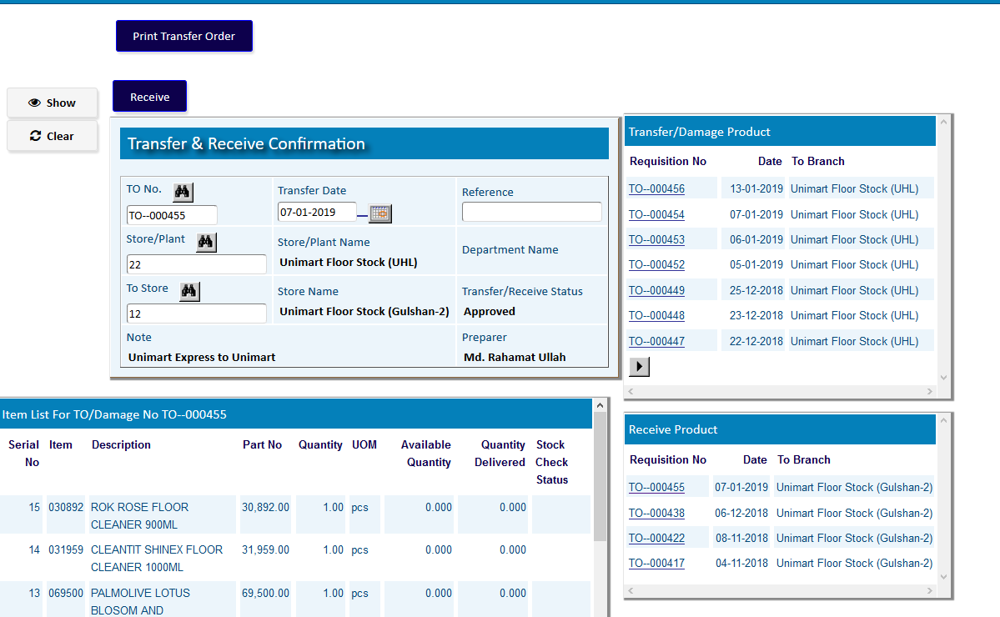 Print Transfer Order
Show
Clear
Receive
Transfer & Receive Confirmation
TO No.
TO--000455
Transfer Date
07-01-2019
Reference
Store/Plant
22
Store/Plant Name
Unimart Floor Stock (UHL)
Department Name
To Store
12
Store Name
Unimart Floor Stock (Gulshan-2)
Transfer/Receive Status
Approved
Note
Unimart Express to Unimart
Preparer
Md. Rahamat Ullah
Transfer/Damage Product
Requisition No Date To Branch
TO--000456 13-01-2019 Unimart Floor Stock (UHL)
TO--000454 07-01-2019 Unimart Floor Stock (UHL)
TO--000453 06-01-2019 Unimart Floor Stock (UHL)
TO--000452 05-01-2019 Unimart Floor Stock (UHL)
TO--000449 25-12-2018 Unimart Floor Stock (UHL)
TO--000448 23-12-2018 Unimart Floor Stock (UHL)
TO--000447 22-12-2018 Unimart Floor Stock (UHL)
Item List For TO/Damage No TO--000455
Serial Item Description Part No Quantity UOM Available Quantity Stock
No Quantity Delivered Check
Status
15 030892 ROK ROSE FLOOR 30,892.00 1.00 pcs 0.000 0.000
CLEANER 900ML
14 031959 CLEANTIT SHINEX FLOOR 31,959.00 1.00 pcs 0.000 0.000
CLEANER 1000ML
13 069500 PALMOLIVE LOTUS 69,500.00 1.00 pcs 0.000 0.000
BLOSOM AND
Receive Product
Requisition No Date To Branch
TO--000455 07-01-2019 Unimart Floor Stock (Gulshan-2)
TO--000438 06-12-2018 Unimart Floor Stock (Gulshan-2)
TO--000422 08-11-2018 Unimart Floor Stock (Gulshan-2)
TO--000417 04-11-2018 Unimart Floor Stock (Gulshan-2)